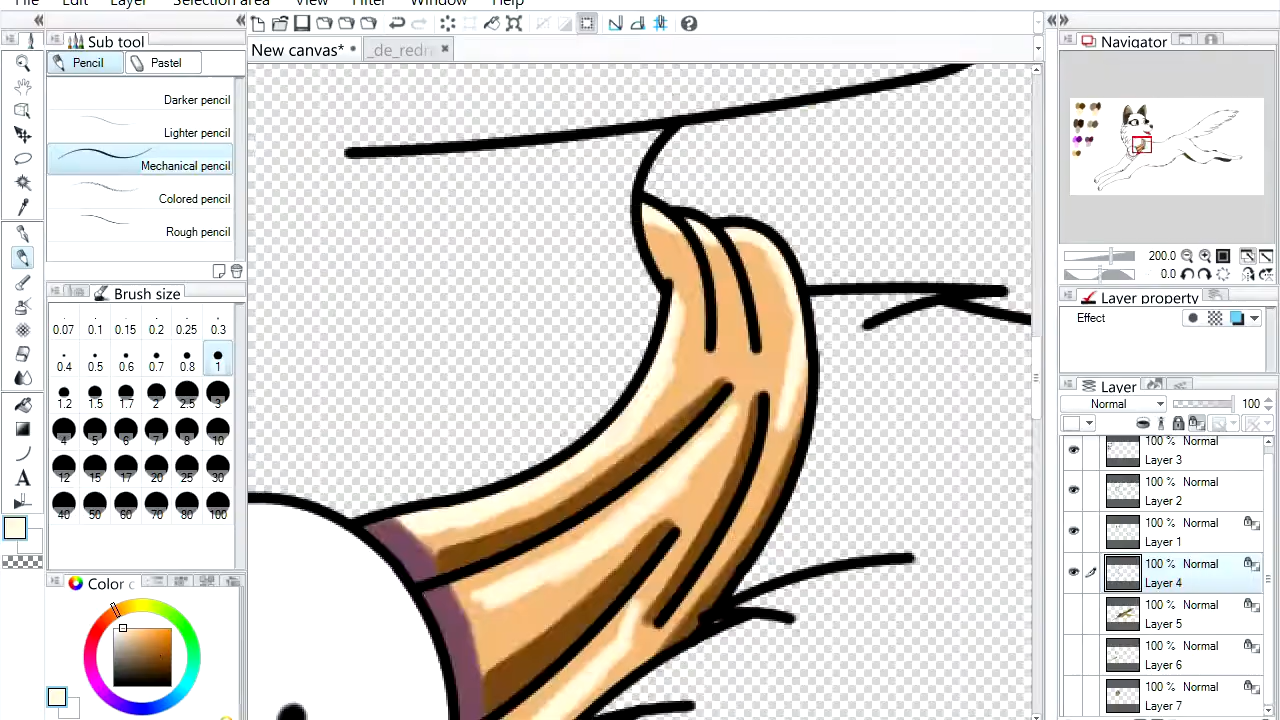 File Edit Layer Selection area View Filter Window Help
Sub tool
New canvas*
_de_redra
Navigator
Pencil Pastel
Darker pencil
Lighter pencil
Mechanical pencil
Colored pencil
Rough pencil
200.0
0.0
Brush size
Layer property
0.07 0.1 0.15 0.2 0.25 0.3
Effect
0.4 0.5 0.6 0.7 0.8 1
Layer
1.2 1.5 1.7 2 2.5 3
Normal 100
4 5 6 7 8 10
12 15 17 20 25 30
40 50 60 70 80 100
100 % Normal
Layer 3
100 % Normal
Layer 2
100 % Normal
Layer 1
100 % Normal
Layer 4
100 % Normal
Layer 5
100 % Normal
Layer 6
100 % Normal
Layer 7
Color c
A